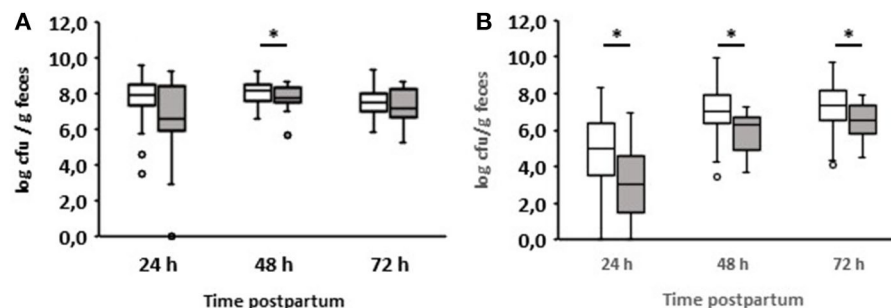 A
log cfu / g feces
12,0
10,0
8,0
6,0
4,0
2,0
0,0
*
24 h 48 h 72 h
Time postpartum
B
log cfu/g feces
12,0
10,0
8,0
6,0
4,0
2,0
0,0
* * *
24 h 48 h 72 h
Time postpartum